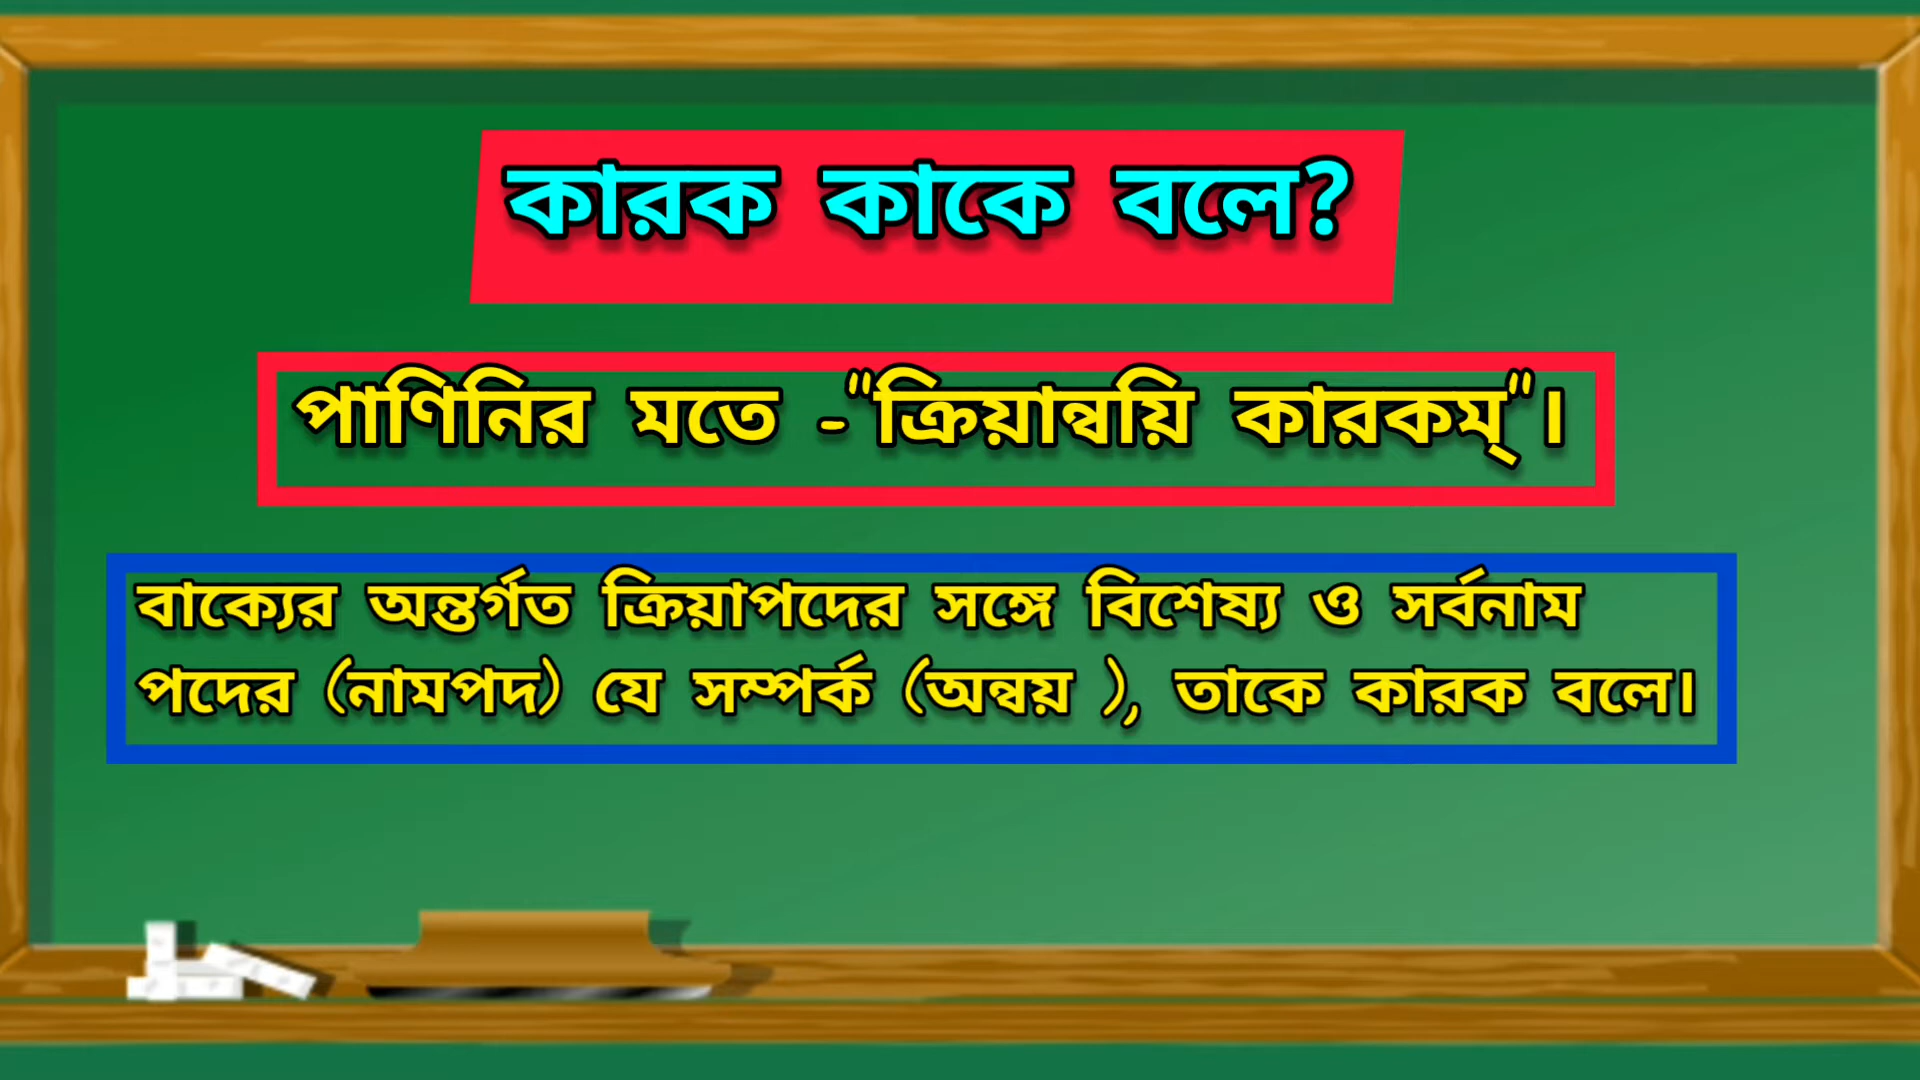 কারক কাকে বলে?
পাণিনির মতে -"ক্রিয়ান্বয়ি কারকম্"।
বাক্যের অন্তর্গত ক্রিয়াপদের সঙ্গে বিশেষ্য ও সর্বনাম
পদের (নামপদ) যে সম্পর্ক (অন্বয় ), তাকে কারক বলে।